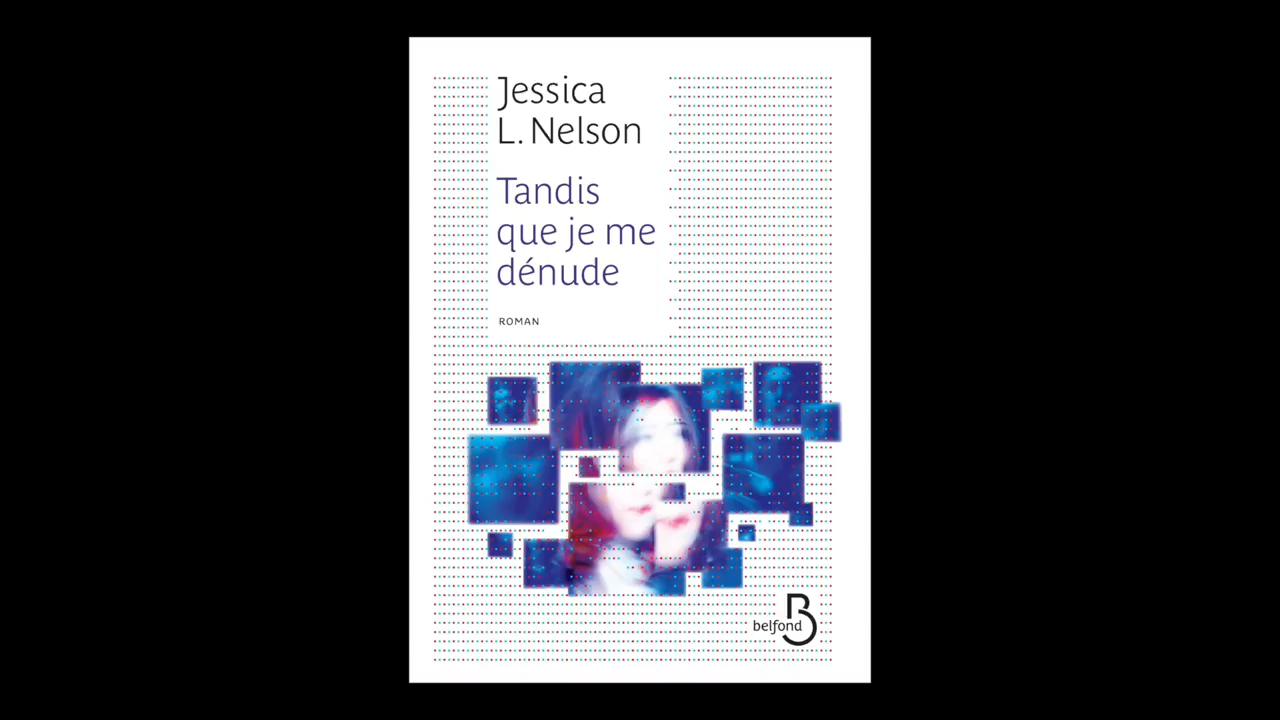 Jessica
L. Nelson
Tandis
que je me
dénude
ROMAN
belfond